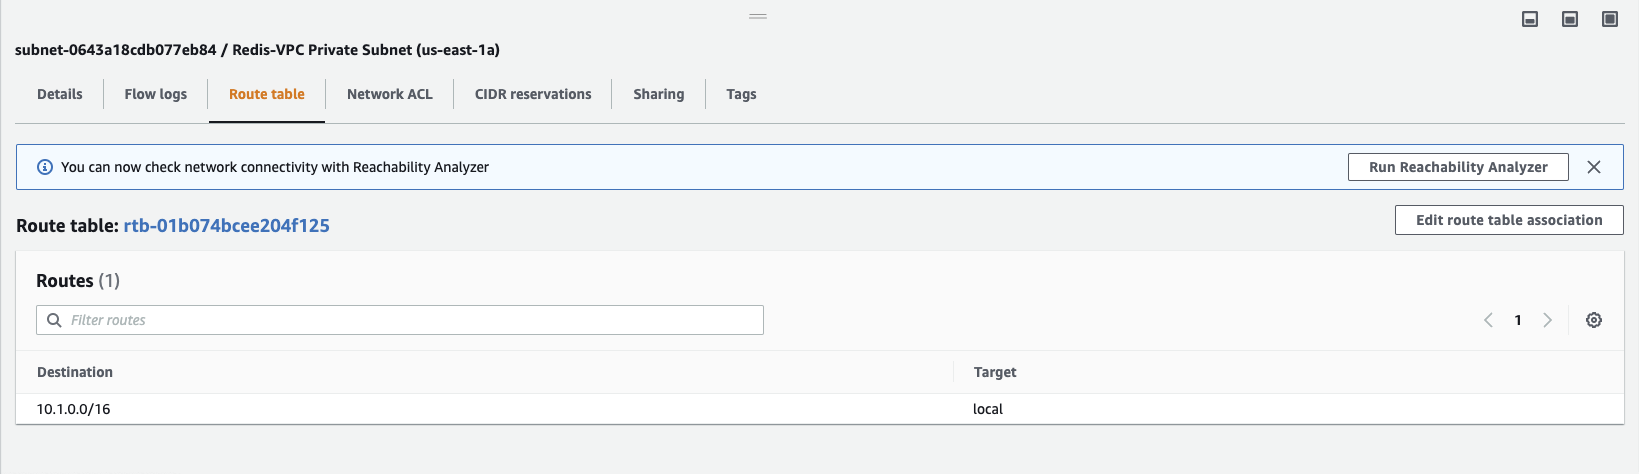 subnet-0643a18cdb077eb84 / Redis-VPC Private Subnet (us-east-1a)
Details Flow logs Route table Network ACL CIDR reservations Sharing Tags
You can now check network connectivity with Reachability Analyzer Run Reachability Analyzer
Route table: rtb-01b074bcee204f125 Edit route table association
Routes (1)
Filter routes 1
Destination Target
10.1.0.0/16 local